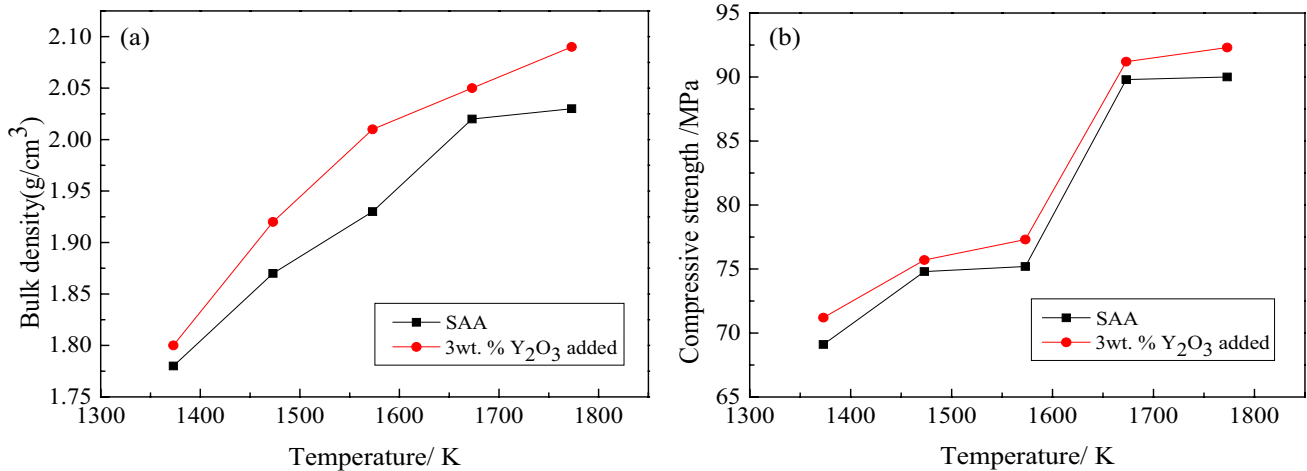 (a)
Bulk density(g/cm³)
2.10
2.05
2.00
1.95
1.90
1.85
1.80
1.75
SAA
3wt. % Y₂O₃ added
1300 1400 1500 1600 1700 1800
Temperature/ K
(b)
Compressive strength /MPa
95
90
85
80
75
70
65
SAA
3wt. % Y₂O₃ added
1300 1400 1500 1600 1700 1800
Temperature/ K